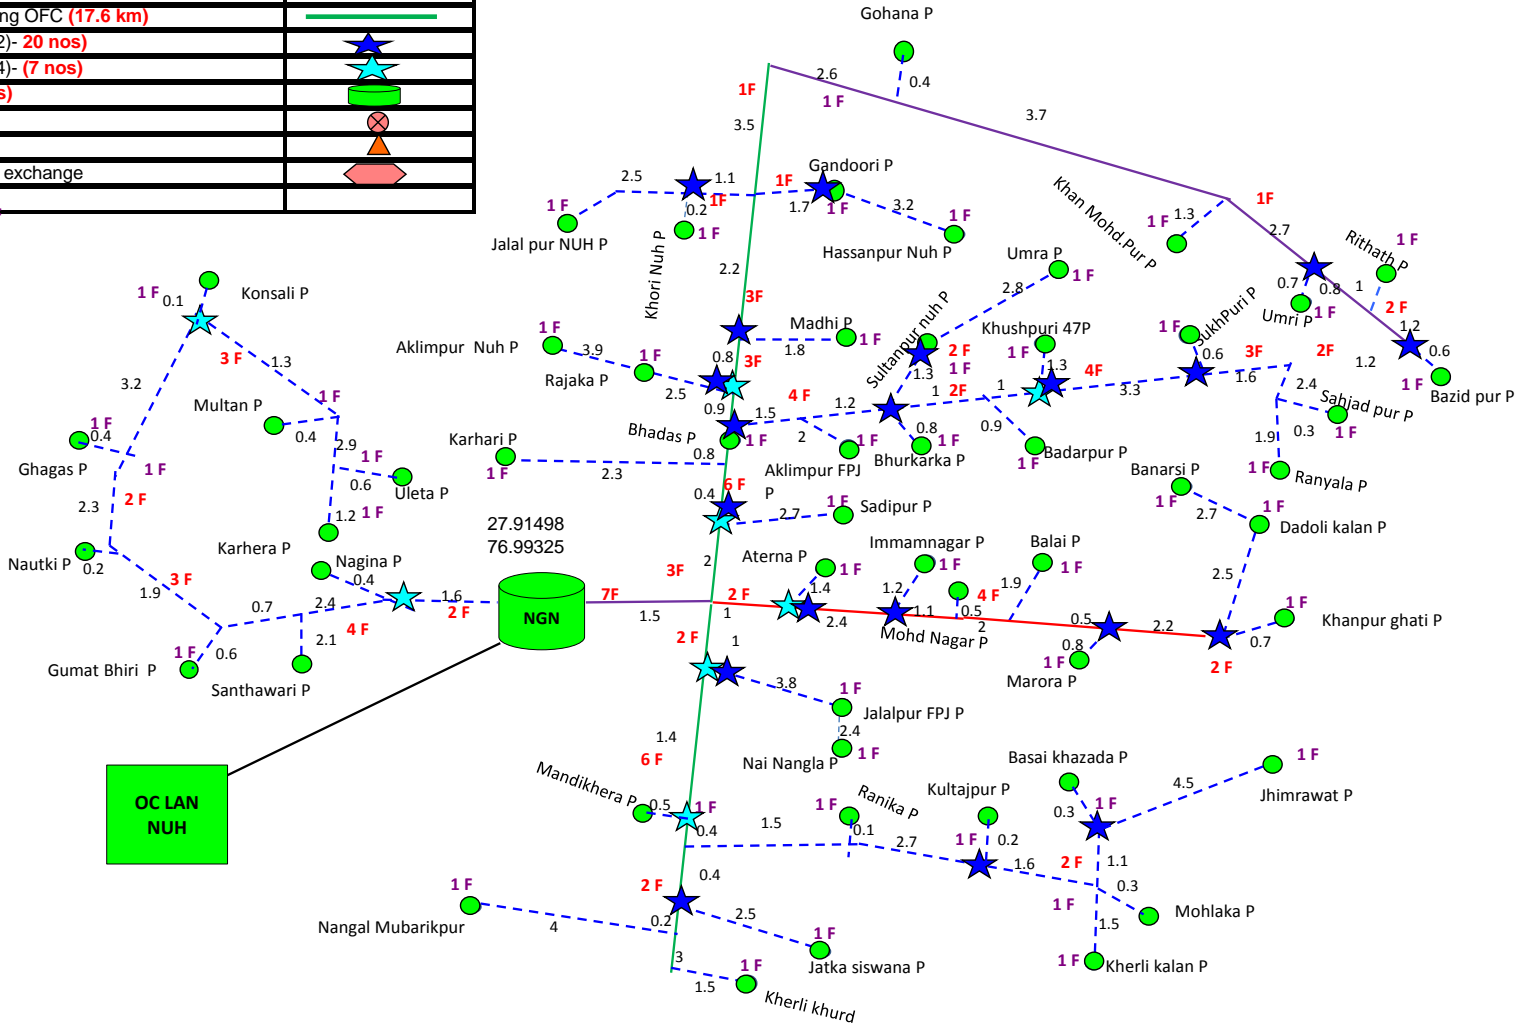 ng OFC (17.6 km)
2)- 20 nos)
4)- (7 nos)
s)
exchange
Gohana P
2.6
0.4
1F
1 F
3.7
3.5
Gandoori P
2.5
1.1
1F
1F
0.2
1.7
1 F
3.2
1 F
1 F
1 F
Jalal pur NUH P
Khori Nuh P
Hassanpur Nuh P
Khan Mohd.Pur P
1.3
1 F
1F
2.7
Rithath P
1 F
0.7
0.8
1
2 F
Umri P
1 F
1.2
1.2
0.6
1 F
Bazid pur P
Umra P
1 F
2.8
2.2
3F
Konsali P
1 F
0.1
3 F
1.3
3.2
Madhi P
1 F
1.8
Sultanpur nuh P
Khushpuri 47P
1 F
1 F
SukhPuri P
0.6
3F
2F
1.6
Aklimpur Nuh P
1 F
3.9
1 F
Rajaka P
2.5
0.8
3F
0.9
2 F
1 F
1.3
1.3
4F
3.3
2.4
Sahjad pur P
0.3
1 F
4 F
1.2
1
2F
1
1.5
Multan P
1 F
0.4
2.9
1 F
0.4
Ghagas P
1 F
Karhari P
1 F
2.3
Bhadas P
1 F
0.8
2
1 F
Aklimpur FPJ
P
0.8
1 F
Bhurkarka P
0.9
1 F
Badarpur P
1.9
1 F
Ranyala P
Banarsi P
1 F
2.7
1 F
Dadoli kalan P
1 F
0.6
Uleta P
2.3
2 F
1.2
1 F
0.4
6 F
1 F
Sadipur P
2.7
27.91498
76.99325
Karhera P
Nagina P
0.4
Nautki P
0.2
3 F
1.9
0.7
2.4
1.6
2 F
4 F
2.1
0.6
1 F
Gumat Bhiri P
Santhawari P
NGN
7F
1.5
3F
2
2 F
1
Aterna P
1 F
1.4
2.4
Immamnagar P
1 F
1.2
1.1
Mohd Nagar P
0.5
4 F
2
Balai P
1 F
1.9
0.5
2.2
2.5
0.8
1 F
Marora P
1 F
Khanpur ghati P
0.7
2 F
2 F
1
3.8
1 F
Jalalpur FPJ P
2.4
1 F
Nai Nangla P
1.4
6 F
OC LAN
NUH
Mandikhera P
0.5
1 F
0.4
1.5
1 F
Ranika P
0.1
2.7
Kultajpur P
1 F
0.2
1.6
Basai khazada P
0.3
1 F
4.5
1 F
Jhimrawat P
1.1
2 F
0.3
1 F
Mohlaka P
1.5
1 F
Kherli kalan P
0.4
2 F
1 F
Nangal Mubarikpur
4
0.2
2.5
1 F
Jatka siswana P
3
1.5
1 F
Kherli khurd